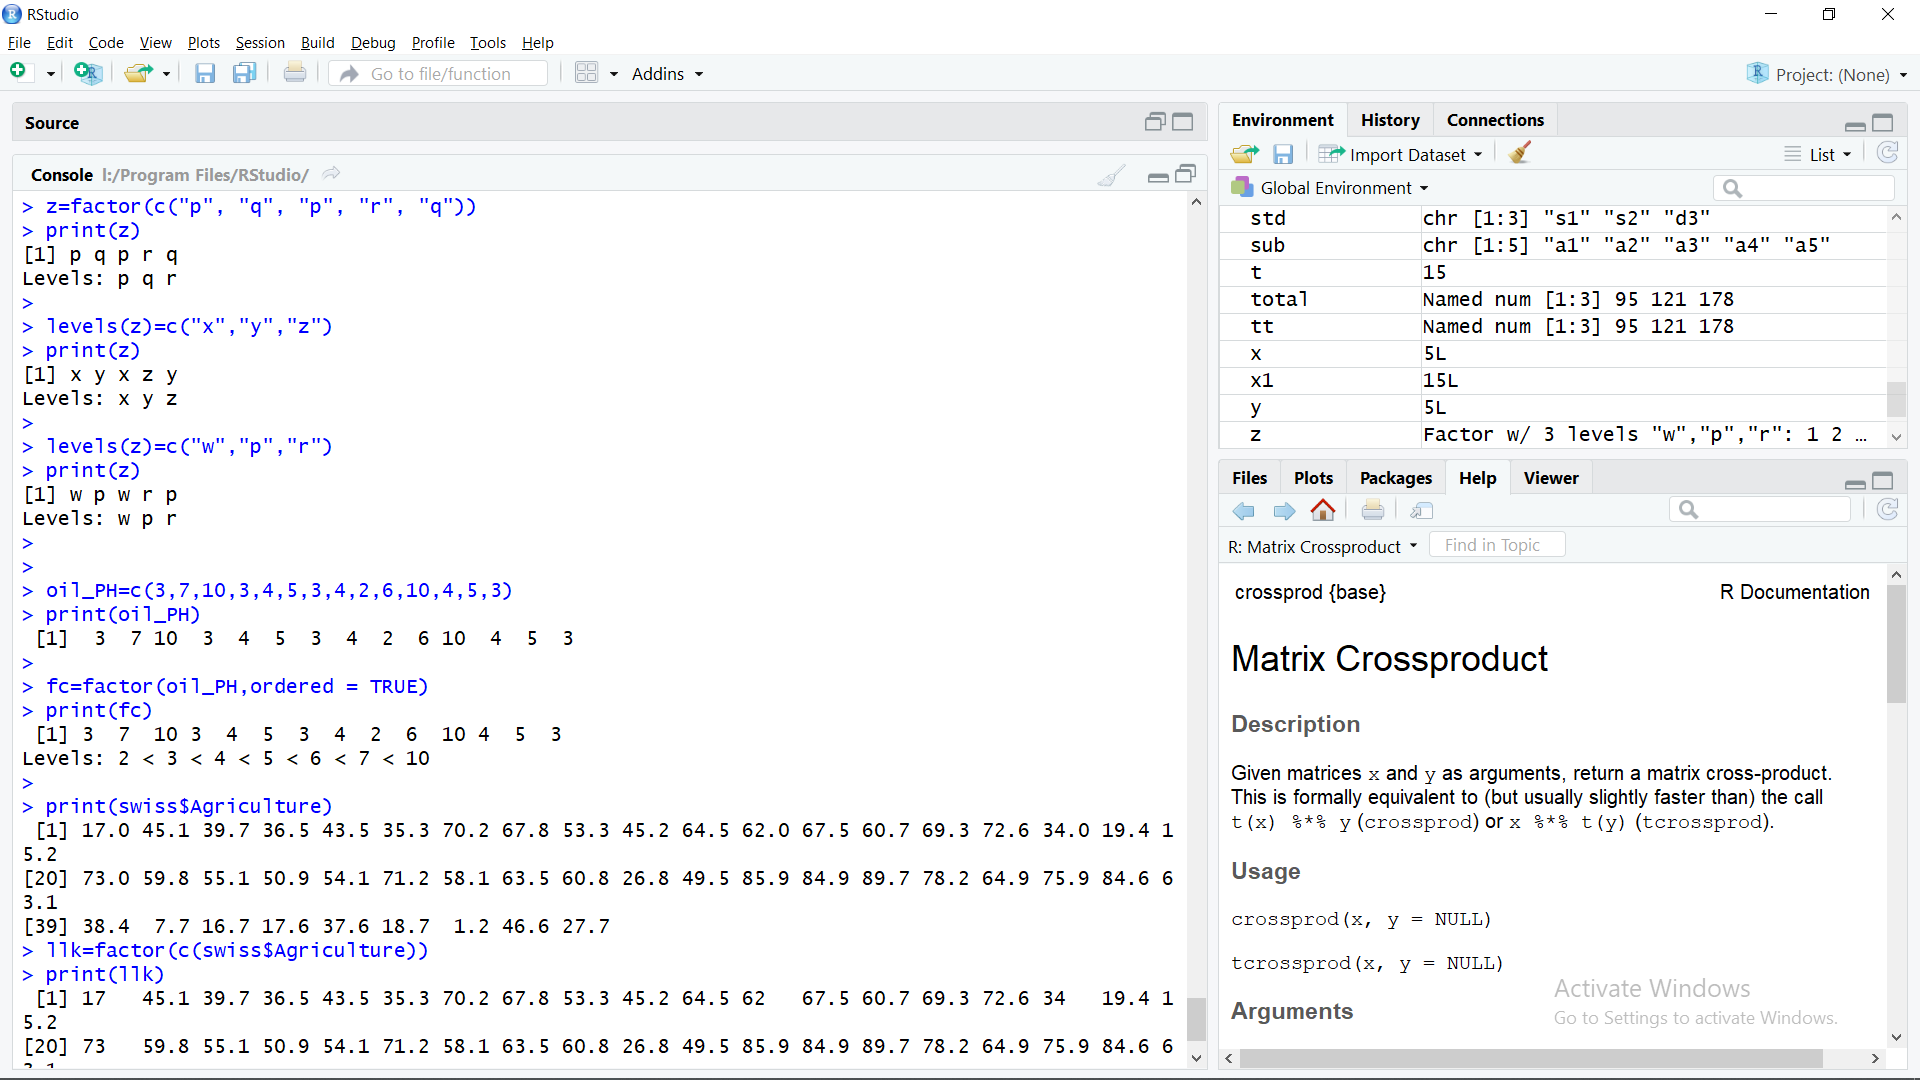 RStudio
File Edit Code View Plots Session Build Debug Profile Tools Help
Go to file/function Addins Project: (None)
Source
Console I:/Program Files/RStudio/
> z=factor(c("p", "q", "p", "r", "q"))
> print(z)
[1] p q p r q
Levels: p q r
>
> levels(z)=c("x","y","z")
> print(z)
[1] x y x z y
Levels: x y z
>
> levels(z)=c("w","p","r")
> print(z)
[1] w p w r p
Levels: w p r
>
>
> oil_PH=c(3,7,10,3,4,5,3,4,2,6,10,4,5,3)
> print(oil_PH)
[1] 3 7 10 3 4 5 3 4 2 6 10 4 5 3
>
> fc=factor(oil_PH,ordered = TRUE)
> print(fc)
[1] 3 7 10 3 4 5 3 4 2 6 10 4 5 3
Levels: 2 < 3 < 4 < 5 < 6 < 7 < 10
>
> print(swiss$Agriculture)
[1] 17.0 45.1 39.7 36.5 43.5 35.3 70.2 67.8 53.3 45.2 64.5 62.0 67.5 60.7 69.3 72.6 34.0 19.4 1
5.2
[20] 73.0 59.8 55.1 50.9 54.1 71.2 58.1 63.5 60.8 26.8 49.5 85.9 84.9 89.7 78.2 64.9 75.9 84.6 6
3.1
[39] 38.4 7.7 16.7 17.6 37.6 18.7 1.2 46.6 27.7
> llk=factor(c(swiss$Agriculture))
> print(llk)
[1] 17 45.1 39.7 36.5 43.5 35.3 70.2 67.8 53.3 45.2 64.5 62 67.5 60.7 69.3 72.6 34 19.4 1
5.2
[20] 73 59.8 55.1 50.9 54.1 71.2 58.1 63.5 60.8 26.8 49.5 85.9 84.9 89.7 78.2 64.9 75.9 84.6 6
Environment History Connections
Import Dataset List
Global Environment
std chr [1:3] "s1" "s2" "d3"
sub chr [1:5] "a1" "a2" "a3" "a4" "a5"
t 15
total Named num [1:3] 95 121 178
tt Named num [1:3] 95 121 178
x 5L
x1 15L
y 5L
z Factor w/ 3 levels "w","p","r": 1 2 …
Files Plots Packages Help Viewer
R: Matrix Crossproduct Find in Topic
crossprod {base} R Documentation
Matrix Crossproduct
Description
Given matrices x and y as arguments, return a matrix cross-product.
This is formally equivalent to (but usually slightly faster than) the call
t(x) %*% y (crossprod) or x %*% t(y) (tcrossprod).
Usage
crossprod(x, y = NULL)
tcrossprod(x, y = NULL)
Arguments
Activate Windows
Go to Settings to activate Windows.